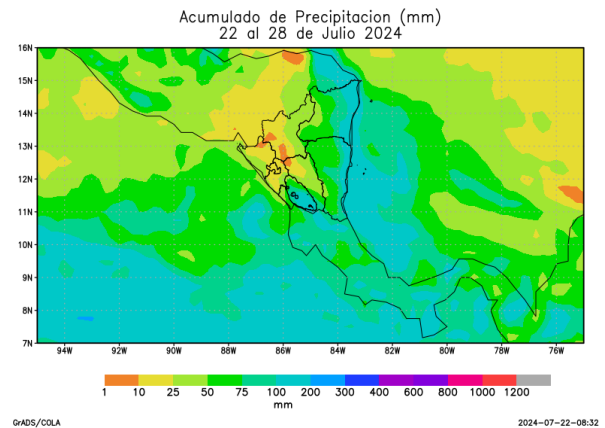 Acumulado de Precipitacion (mm)
22 al 28 de Julio 2024
16N
15N
14N
13N
12N
11N
10N
9N
8N
7N
94W 92W 90W 88W 86W 84W 82W 80W 78W 76W
1 10 25 50 75 100 200 300 400 600 800 1000 1200
mm
GrADS/COLA 2024-07-22-08:32